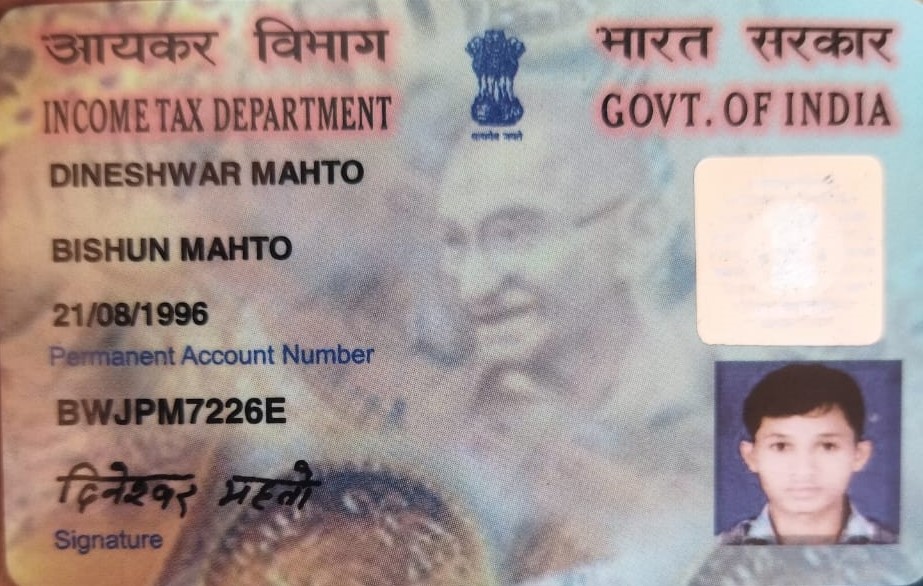 आयकर विभाग
INCOME TAX DEPARTMENT
भारत सरकार
GOVT. OF INDIA
सत्यमेव जयते
DINESHWAR MAHTO
BISHUN MAHTO
21/08/1996
Permanent Account Number
BWJPM7226E
दिनेश्वर महतो
Signature